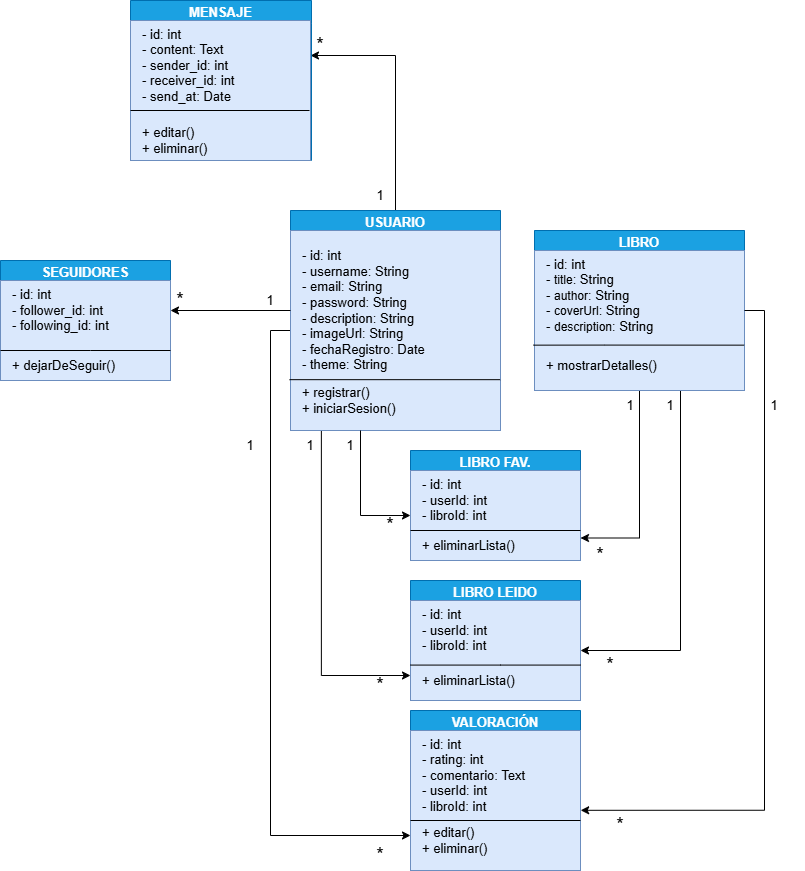 MENSAJE
- id: int
- content: Text
- sender_id: int
- receiver_id: int
- send_at: Date
+ editar()
+ eliminar()
*
1
USUARIO
- id: int
- username: String
- email: String
- password: String
- description: String
- imageUrl: String
- fechaRegistro: Date
- theme: String
+ registrar()
+ iniciarSesion()
LIBRO
- id: int
- title: String
- author: String
- coverUrl: String
- description: String
+ mostrarDetalles()
SEGUIDORES
- id: int
- follower_id: int
- following_id: int
+ dejarDeSeguir()
*
1
1
1
1
1
1
1
LIBRO FAV.
- id: int
- userId: int
- libroId: int
+ eliminarLista()
*
*
LIBRO LEIDO
- id: int
- userId: int
- libroId: int
+ eliminarLista()
*
*
VALORACIÓN
- id: int
- rating: int
- comentario: Text
- userId: int
- libroId: int
+ editar()
+ eliminar()
*
*